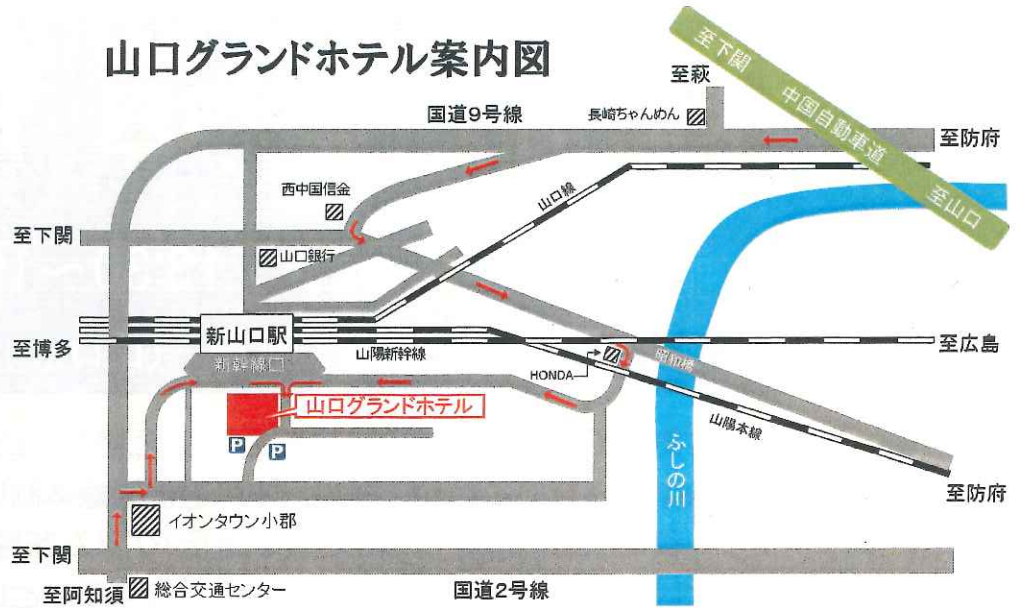 山口グランドホテル案内図
至下関
中国自動車道
至山口
至萩
長崎ちゃんめん
国道9号線
至防府
西中国信金
山口線
至下関
山口銀行
新山口駅
至博多
山陽新幹線
至広島
新幹線口
HONDA
昭和橋
山口グランドホテル
山陽本線
P
P
ふしの川
至防府
イオンタウン小郡
至下関
至阿知須
総合交通センター
国道2号線